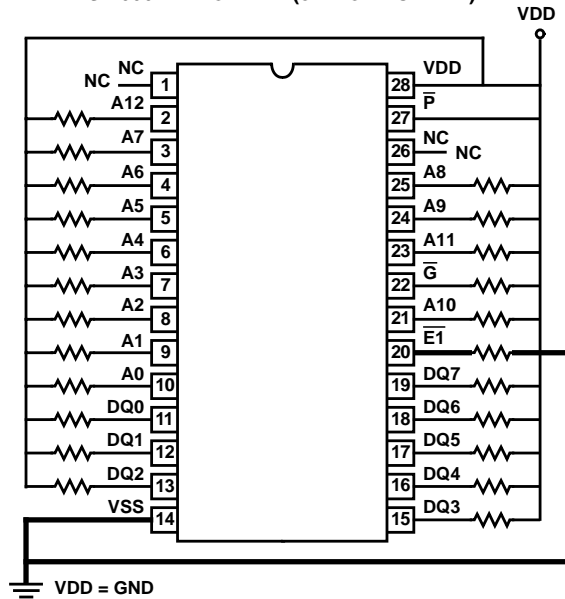 VDD
NC
NC 1
A12 2
A7 3
A6 4
A5 5
A4 6
A3 7
A2 8
A1 9
A0 10
DQ0 11
DQ1 12
DQ2 13
VSS 14
VDD
28
P̅
27
NC
26 NC
25 A8
24 A9
23 A11
22 G̅
21 A10
20 E̅1̅
19 DQ7
18 DQ6
17 DQ5
16 DQ4
15 DQ3
VDD = GND